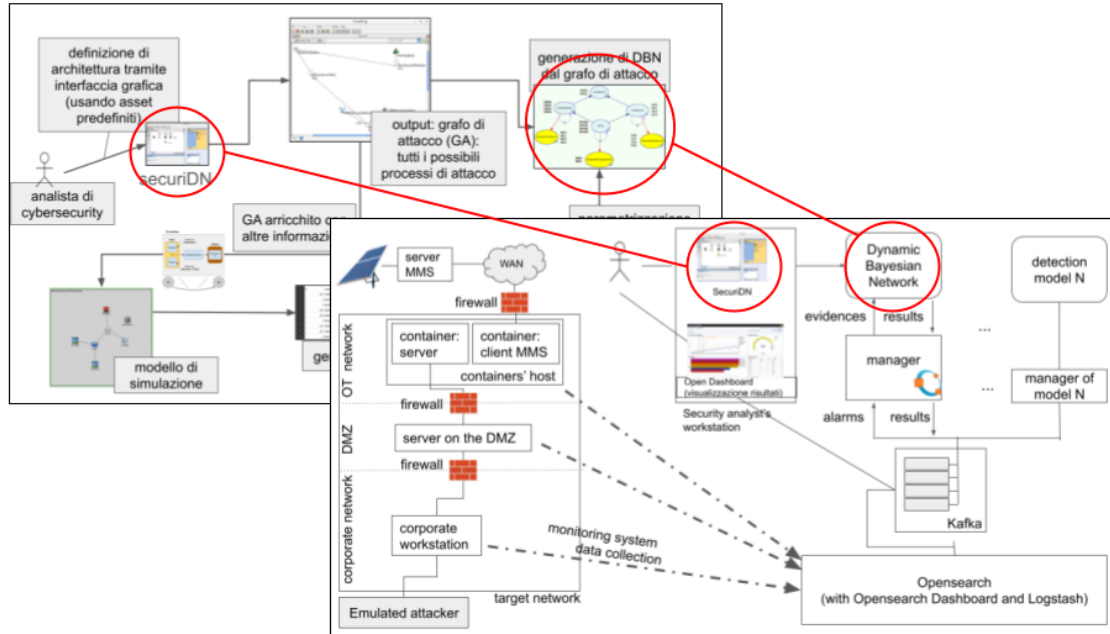 definizione di
architettura tramite
interfaccia grafica
(usando asset
predefiniti)
securiDN
analista di
cybersecurity
output: grafo di
attacco (GA):
tutti i possibili
processi di attacco
generazione di DBN
dal grafo di attacco
parametrizzazione
GA arricchito con
altre informazio
modello di
simulazione
ger
server
MMS
WAN
firewall
container:
server
container:
client MMS
containers' host
OT network
firewall
DMZ
server on the DMZ
firewall
corporate network
corporate
workstation
target network
Emulated attacker
monitoring system
data collection
SecuriDN
Open Dashboard
(visualizzazione risultati)
Security analyst's
workstation
Dynamic
Bayesian
Network
detection
model N
evidences
results
...
manager
...
manager of
model N
alarms
results
Kafka
Opensearch
(with Opensearch Dashboard and Logstash)